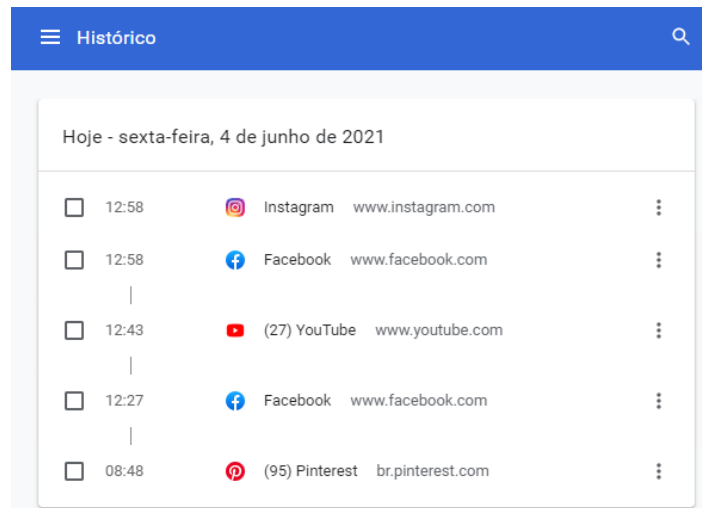 Histórico
Hoje - sexta-feira, 4 de junho de 2021
12:58 Instagram www.instagram.com
12:58 Facebook www.facebook.com
12:43 (27) YouTube www.youtube.com
12:27 Facebook www.facebook.com
08:48 (95) Pinterest br.pinterest.com